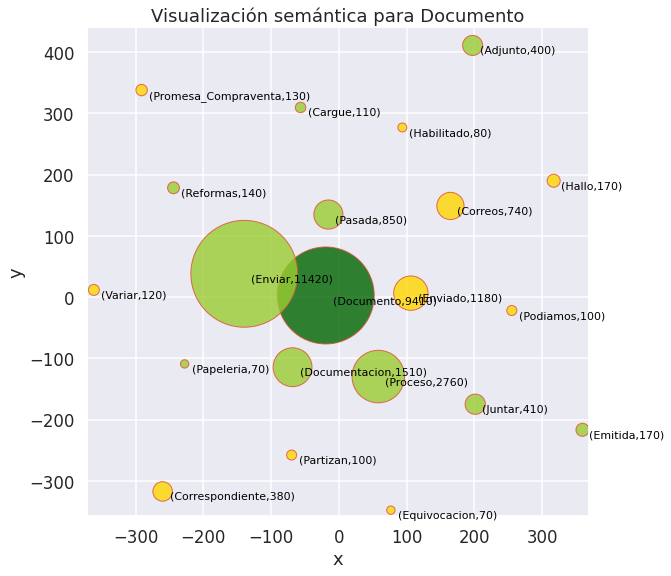 Visualización semántica para Documento
400
(Adjunto,400)
(Promesa_Compraventa,130)
300
(Cargue,110)
(Habilitado,80)
200
(Reformas,140)
(Hallo,170)
(Pasada,850)
(Correos,740)
100
(Enviar,11420)
(Variar,120)
0
(Documento,9410)
(Enviado,1180)
(Podiamos,100)
−100
(Papeleria,70)
(Documentacion,1510)
(Proceso,2760)
(Juntar,410)
−200
(Emitida,170)
(Partizan,100)
−300
(Correspondiente,380)
(Equivocacion,70)
−300 −200 −100 0 100 200 300
x
y